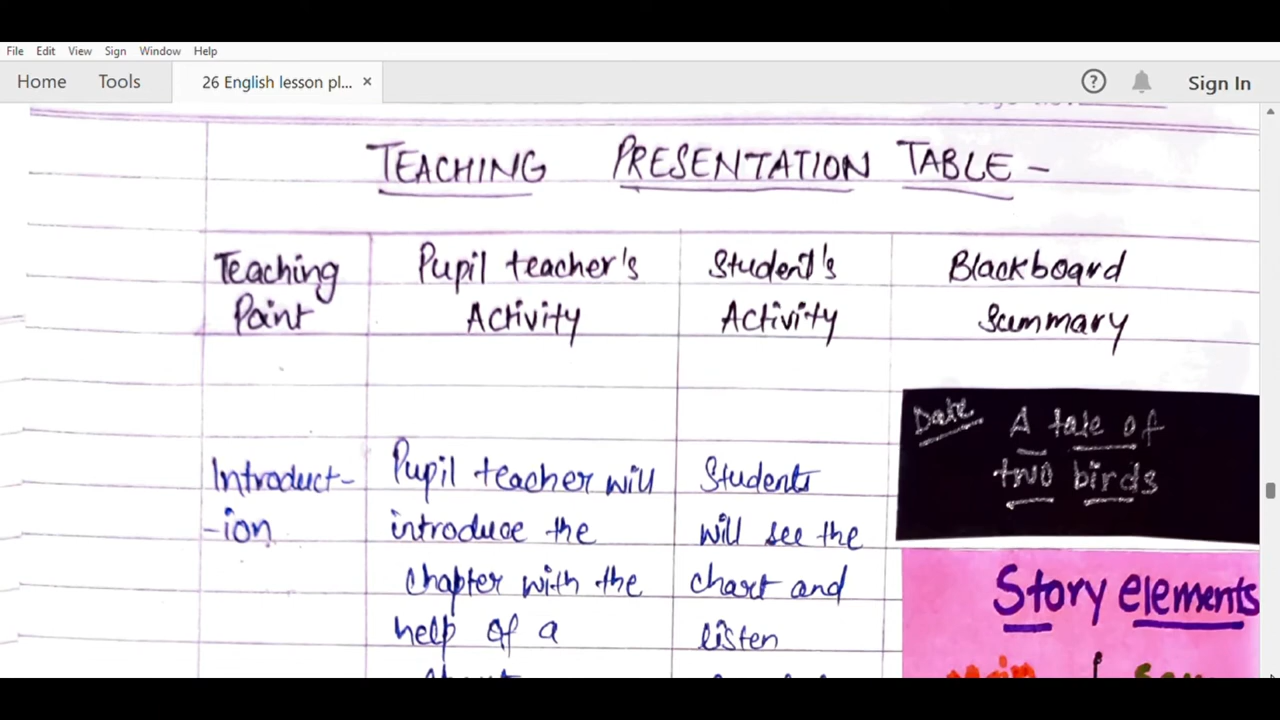 File Edit View Sign Window Help
Home Tools 26 English lesson pl... × Sign In
TEACHING PRESENTATION TABLE -
Teaching Point
Pupil teacher's Activity
Student's Activity
Blackboard Summary
Introduct-
-ion
Pupil teacher will
introduce the
chapter with the
help of a
Students
will see the
chart and
listen
Date
A tale of
two birds
Story elements